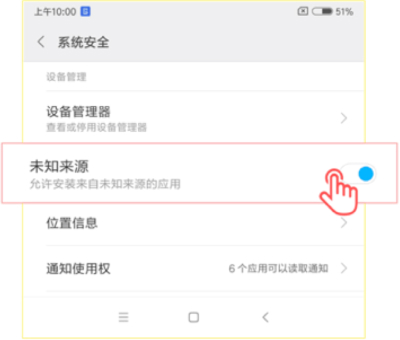 上午10:00 51%
系统安全
设备管理
设备管理器
查看或停用设备管理器
未知来源
允许安装来自未知来源的应用
位置信息
通知使用权 6个应用可以读取通知